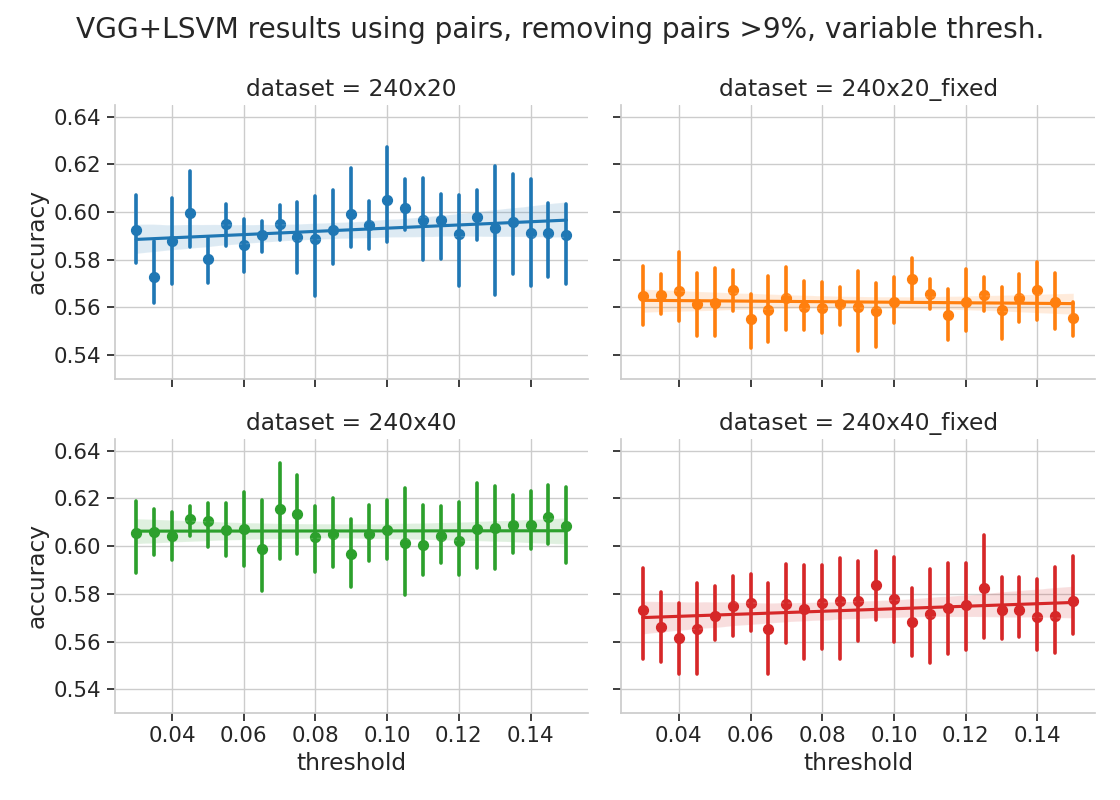 VGG+LSVM results using pairs, removing pairs >9%, variable thresh.
dataset = 240x20
dataset = 240x20_fixed
0.64
0.62
0.60
0.58
0.56
0.54
accuracy
dataset = 240x40
dataset = 240x40_fixed
0.64
0.62
0.60
0.58
0.56
0.54
accuracy
0.04 0.06 0.08 0.10 0.12 0.14
0.04 0.06 0.08 0.10 0.12 0.14
threshold
threshold